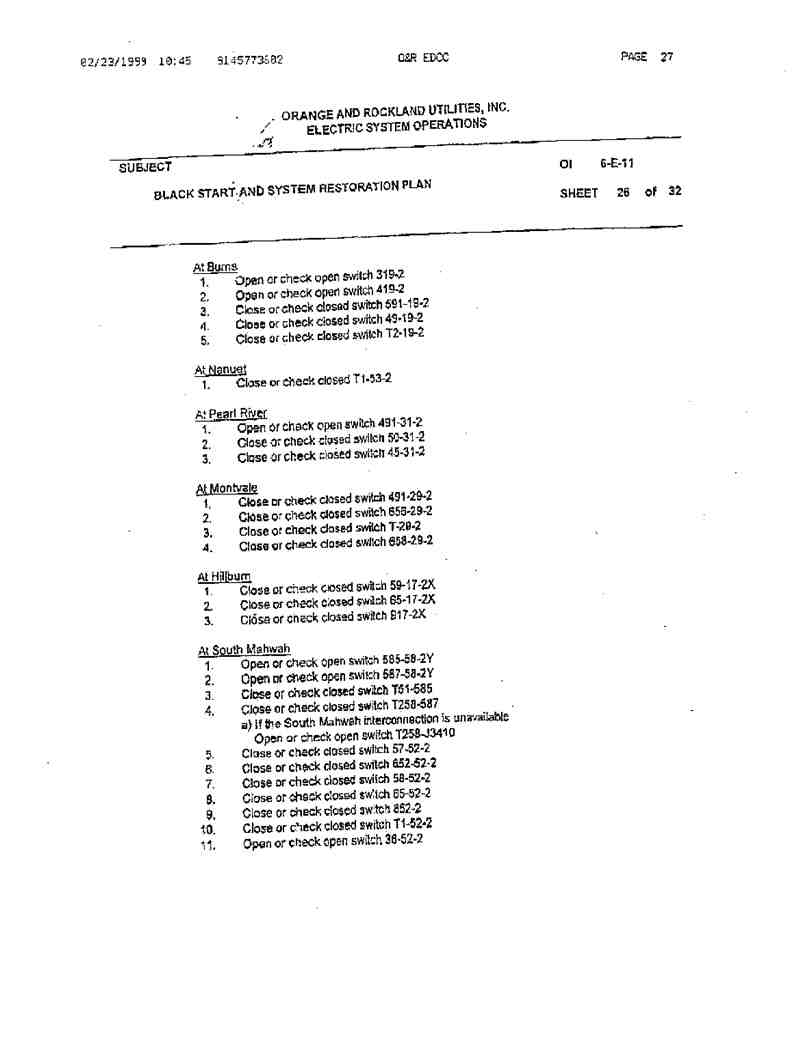 02/23/1999 10:45 9145773602 O&R EDCC PAGE 27
ORANGE AND ROCKLAND UTILITIES, INC.
ELECTRIC SYSTEM OPERATIONS
SUBJECT OI 6-E-11
BLACK START AND SYSTEM RESTORATION PLAN SHEET 26 of 32
At Burns
1. Open or check open switch 319-2
2. Open or check open switch 419-2
3. Close or check closed switch 591-19-2
4. Close or check closed switch 49-19-2
5. Close or check closed switch T2-19-2
At Nanuet
1. Close or check closed T1-53-2
At Pearl River
1. Open or check open switch 491-31-2
2. Close or check closed switch 50-31-2
3. Close or check closed switch 45-31-2
At Montvale
1. Close or check closed switch 491-29-2
2. Close or check closed switch 656-29-2
3. Close or check closed switch T-29-2
4. Close or check closed switch 658-29-2
At Hillburn
1. Close or check closed switch 59-17-2X
2. Close or check closed switch 65-17-2X
3. Close or check closed switch 817-2X
At South Mahwah
1. Open or check open switch 585-58-2Y
2. Open or check open switch 587-58-2Y
3. Close or check closed switch T51-585
4. Close or check closed switch T258-587
a) If the South Mahwah interconnection is unavailable
Open or check open switch T258-J3410
5. Close or check closed switch 57-52-2
6. Close or check closed switch 652-52-2
7. Close or check closed switch 58-52-2
8. Close or check closed switch 65-52-2
9. Close or check closed switch 852-2
10. Close or check closed switch T1-52-2
11. Open or check open switch 36-52-2